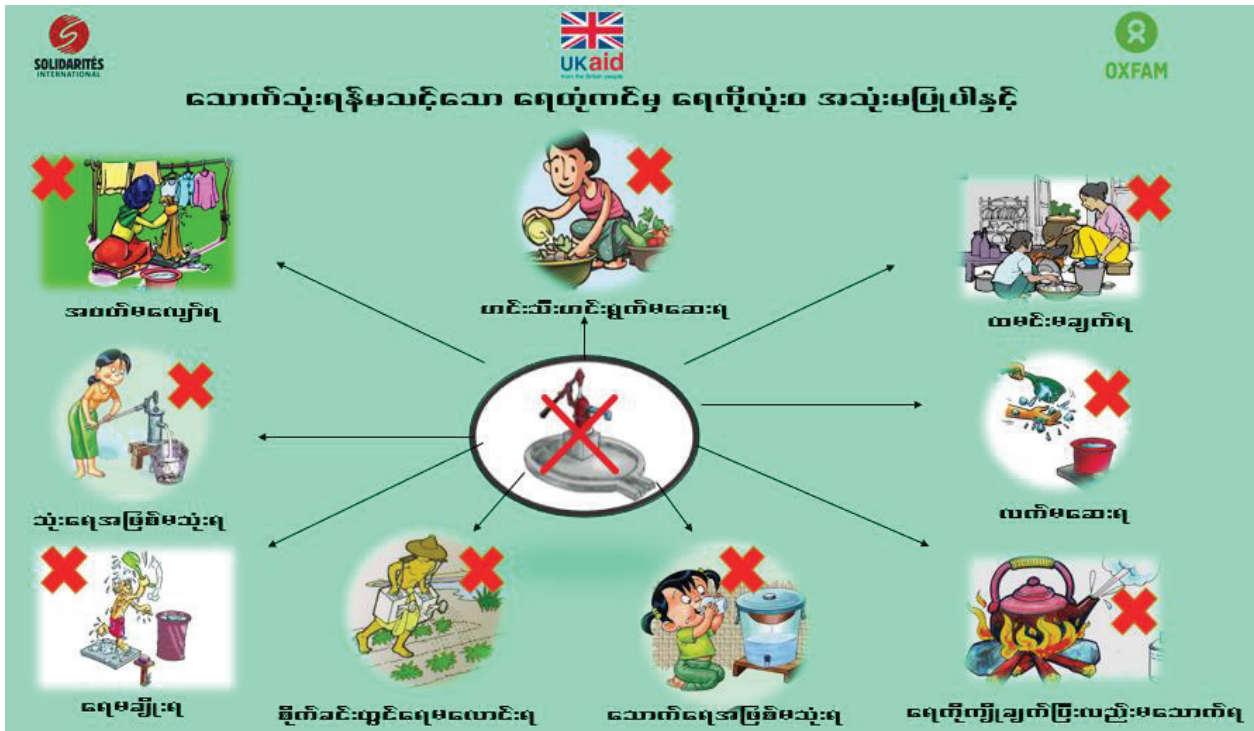 SOLIDARITÉS
INTERNATIONAL
UKaid
from the British people
OXFAM
သောက်သုံးရန်မသင့်သော ရေတုံကင်မှ ရေကိုလုံးဝ အသုံးမပြုပါနှင့်
အဝတ်မလျှော်ရ
ဟင်းသီးဟင်းရွက်မဆေးရ
ထမင်းမချက်ရ
သုံးရေအဖြစ်မသုံးရ
လက်မဆေးရ
ရေမချိုးရ
စိုက်ခင်းတွင်ရေမလောင်းရ
သောက်ရေအဖြစ်မသုံးရ
ရေကိုကျိုချက်ပြီးလည်းမသောက်ရ